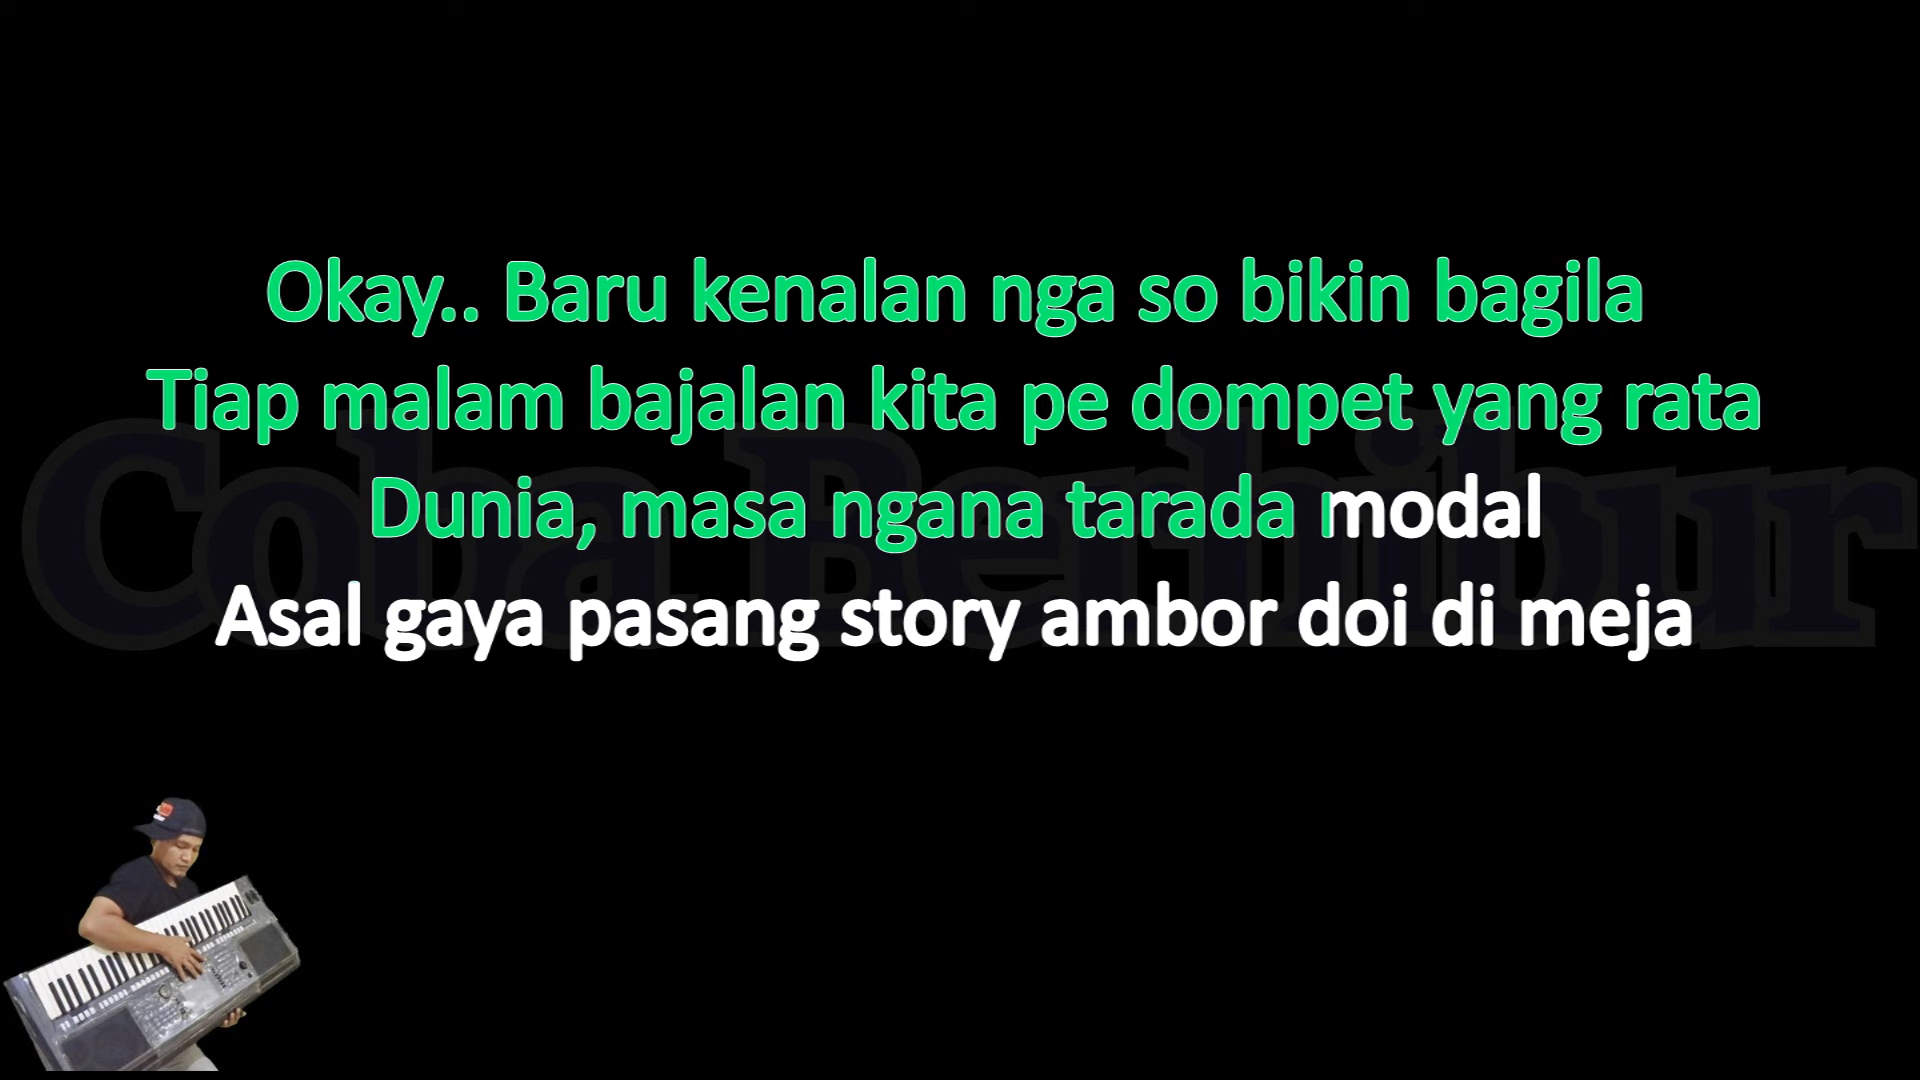 Okay.. Baru kenalan nga so bikin bagila
Tiap malam bajalan kita pe dompet yang rata
Coba Berhibur
Dunia, masa ngana tarada modal
Asal gaya pasang story ambor doi di meja